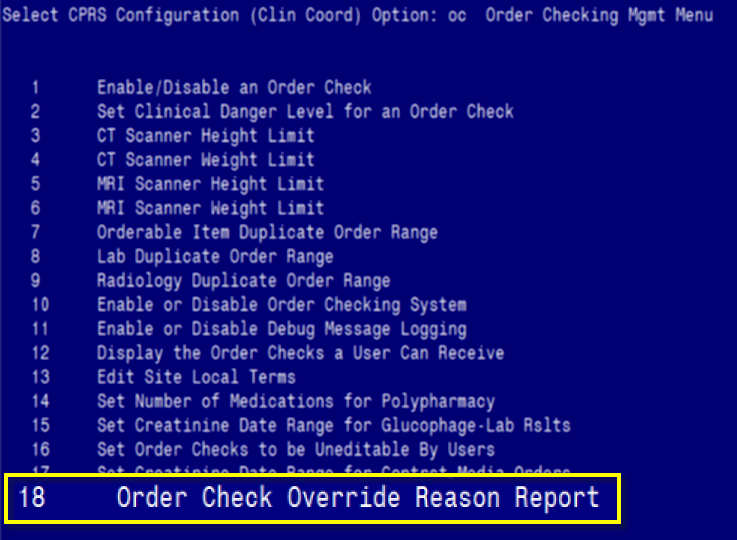 Select CPRS Configuration (Clin Coord) Option: oc  Order Checking Mgmt Menu
1  Enable/Disable an Order Check
2  Set Clinical Danger Level for an Order Check
3  CT Scanner Height Limit
4  CT Scanner Weight Limit
5  MRI Scanner Height Limit
6  MRI Scanner Weight Limit
7  Orderable Item Duplicate Order Range
8  Lab Duplicate Order Range
9  Radiology Duplicate Order Range
10  Enable or Disable Order Checking System
11  Enable or Disable Debug Message Logging
12  Display the Order Checks a User Can Receive
13  Edit Site Local Terms
14  Set Number of Medications for Polypharmacy
15  Set Creatinine Date Range for Glucophage-Lab Rslts
16  Set Order Checks to be Uneditable By Users
17  Set Creatinine Date Range for Contrst Media Orders
18  Order Check Override Reason Report